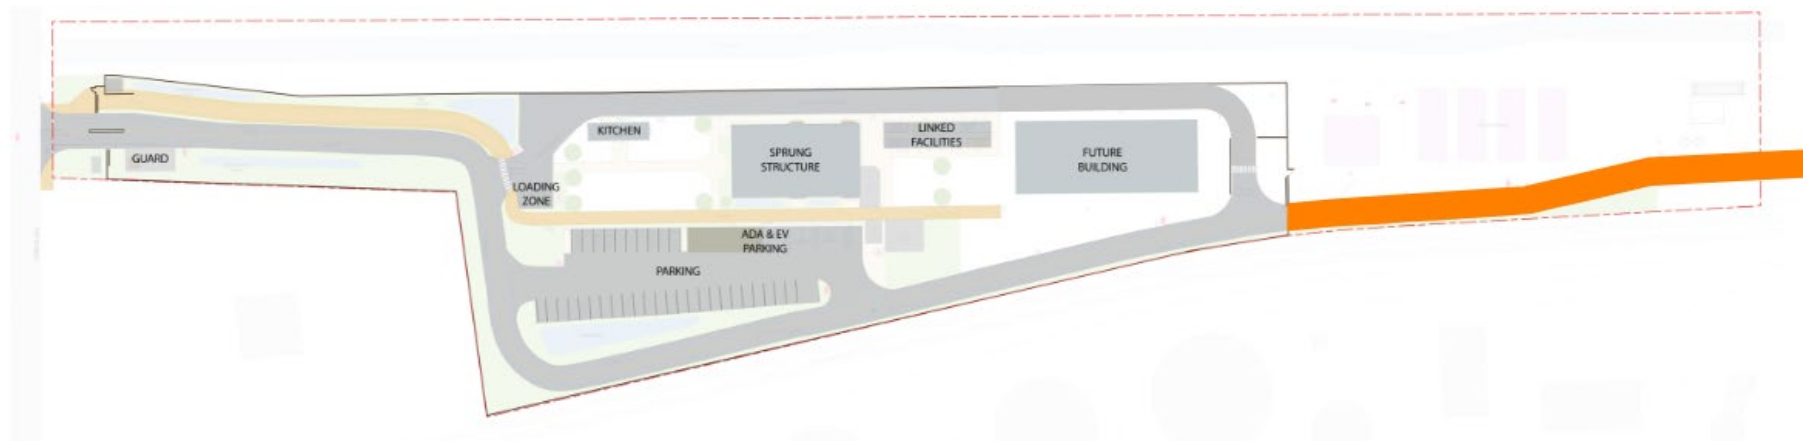 KITCHEN
LINKED
FACILITIES
SPRUNG
STRUCTURE
FUTURE
BUILDING
GUARD
LOADING
ZONE
ADA & EV
PARKING
PARKING